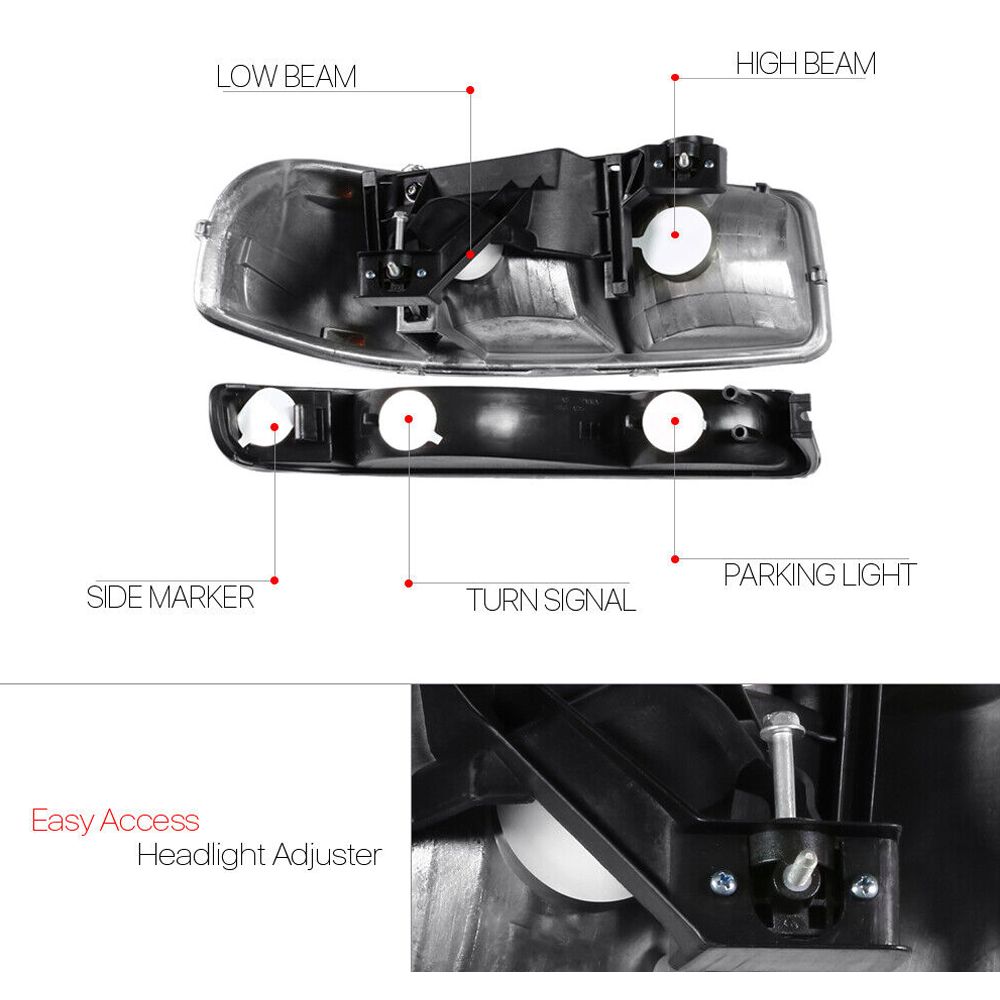 LOW BEAM
HIGH BEAM
SIDE MARKER
TURN SIGNAL
PARKING LIGHT
Easy Access
Headlight Adjuster